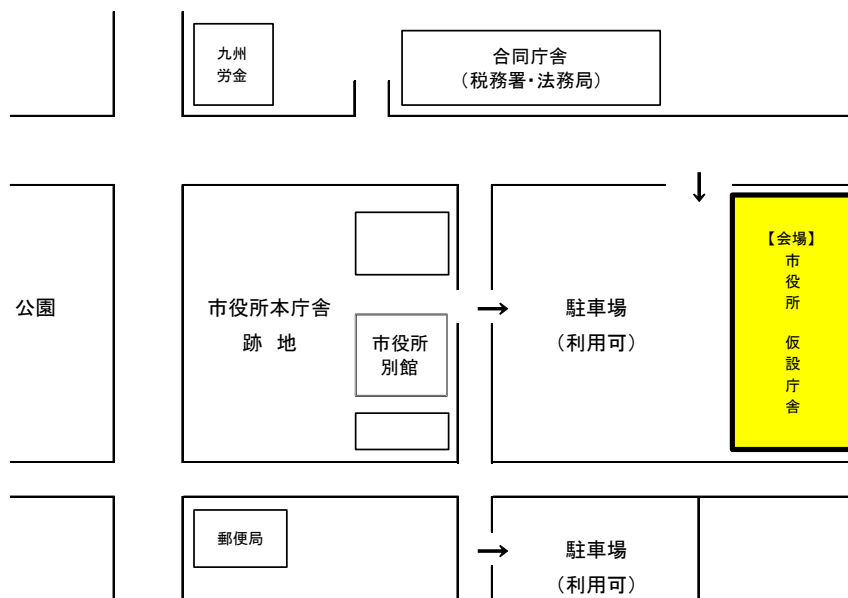 九州
労金
合同庁舎
（税務署・法務局）
公園
市役所本庁舎
跡 地
市役所
別館
駐車場
（利用可）
【会場】
市役所 仮設庁舎
郵便局
駐車場
（利用可）